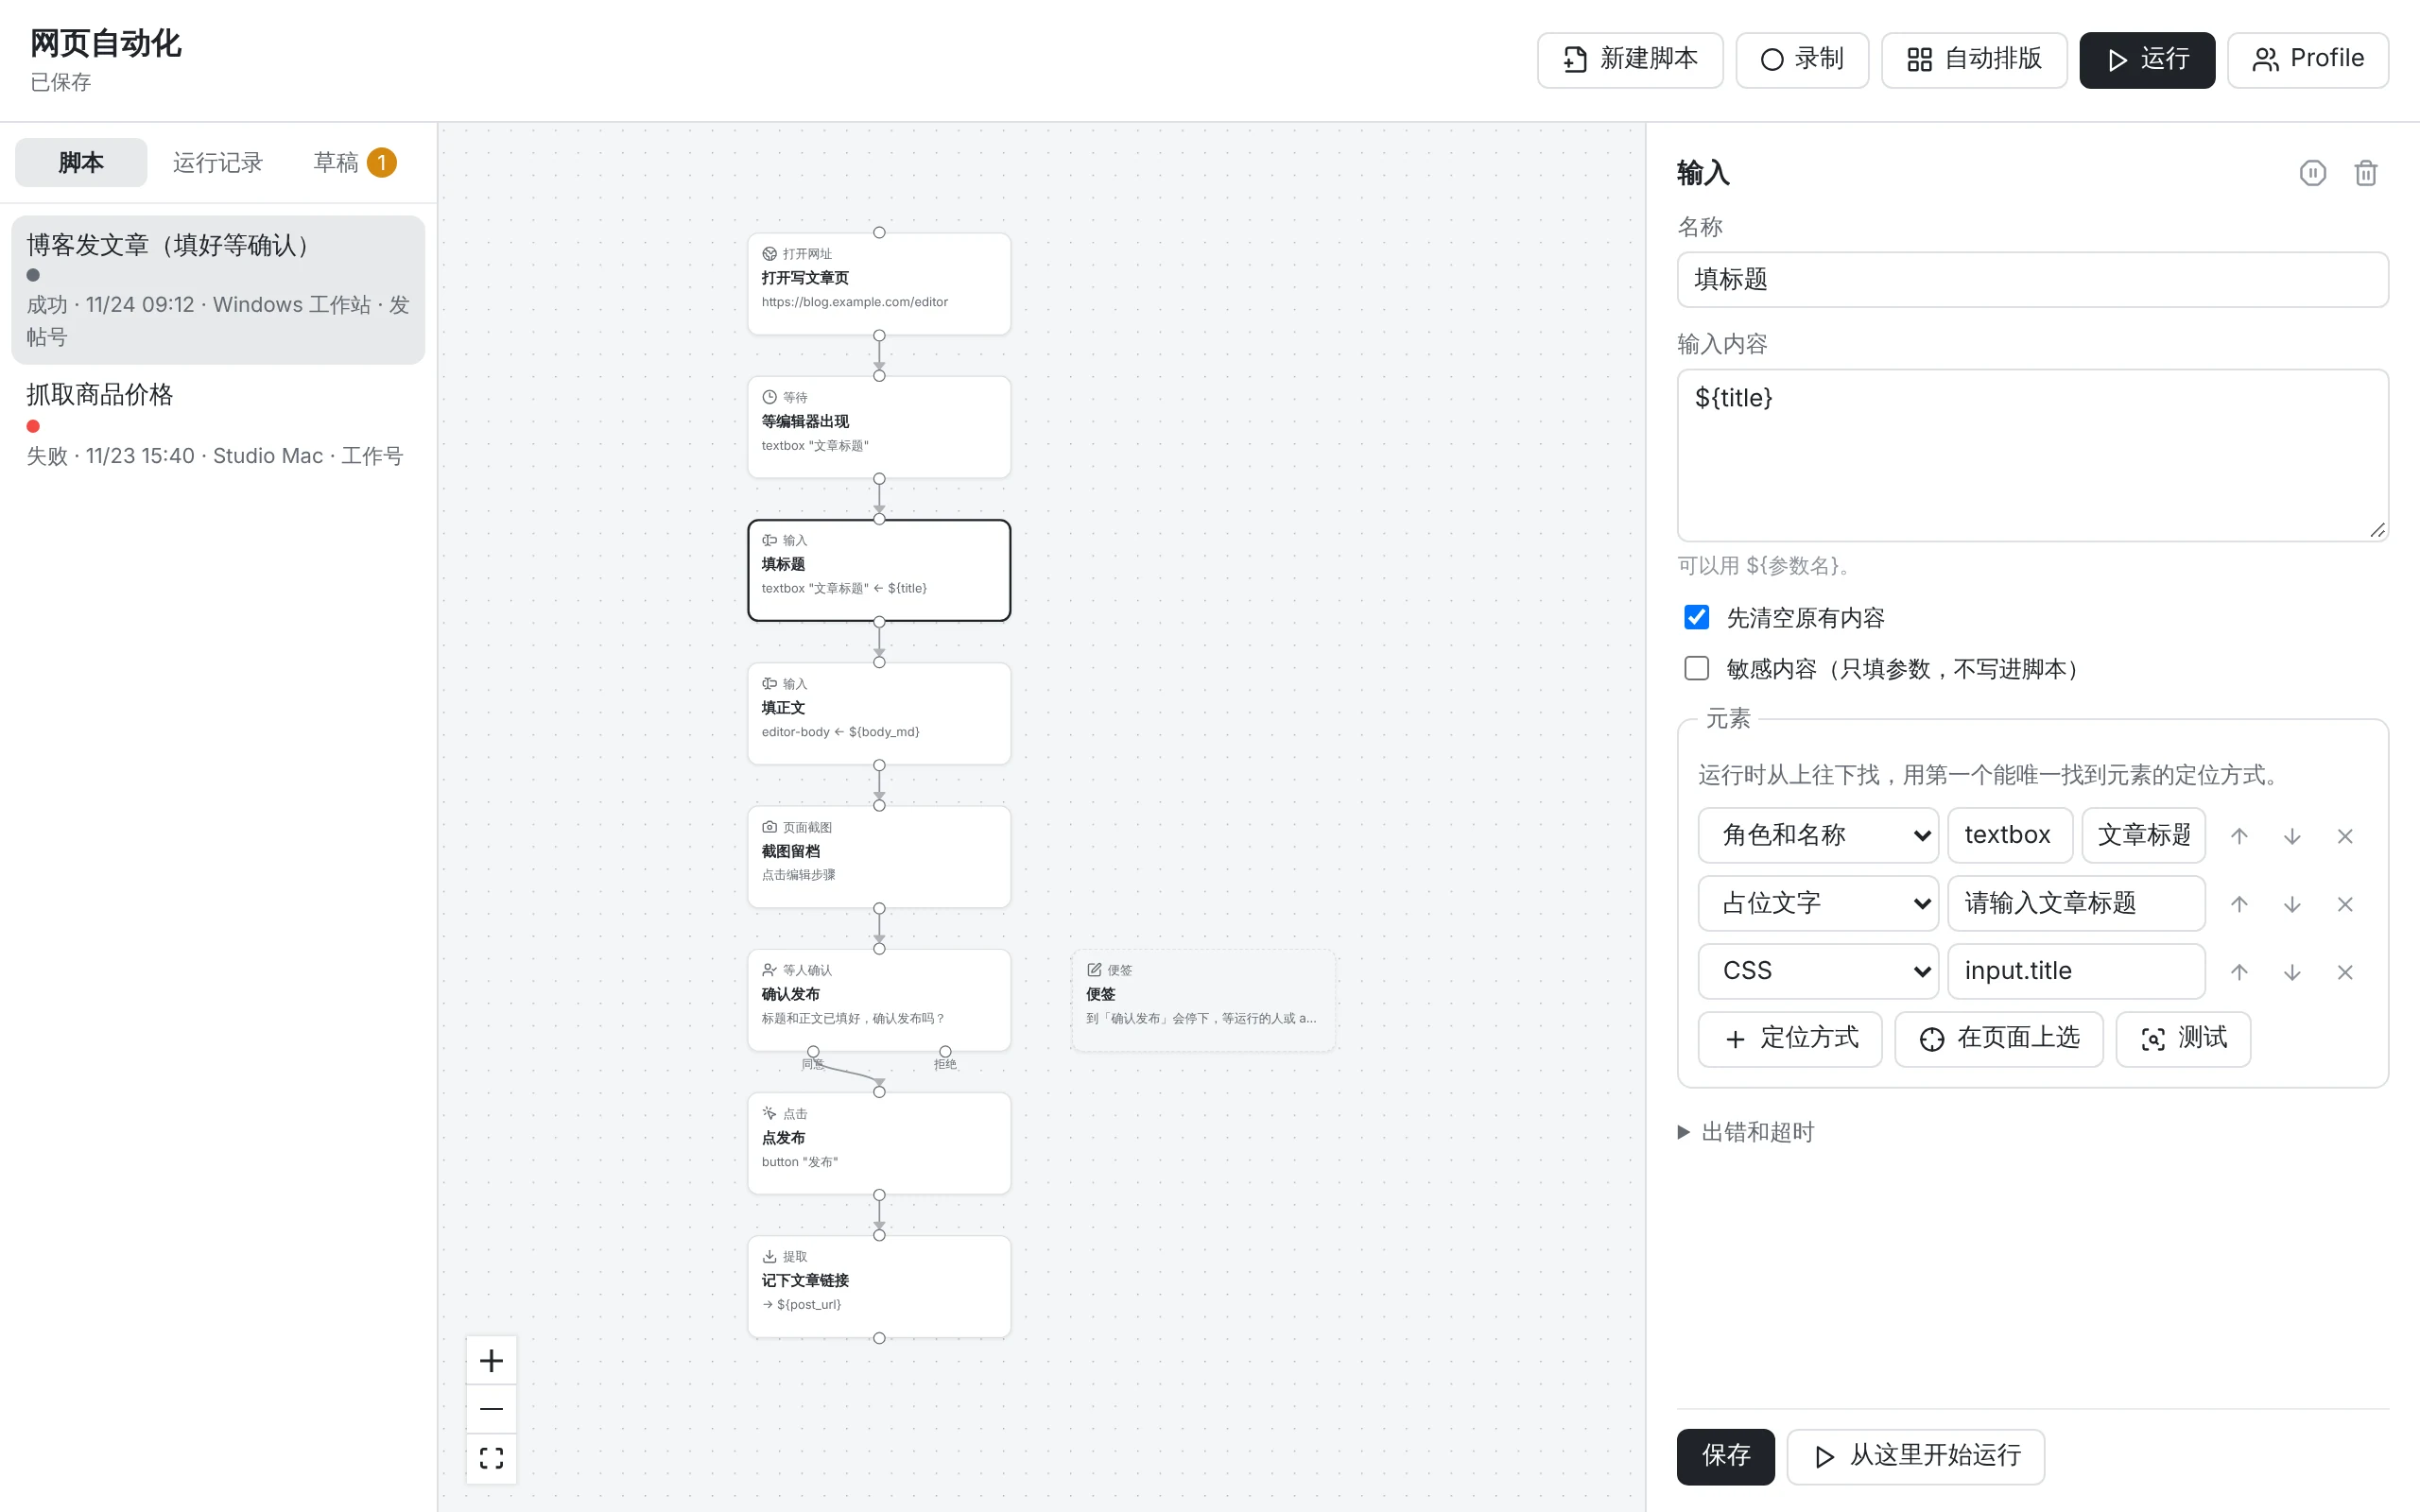 网页自动化
已保存
新建脚本
录制
自动排版
运行
Profile
脚本
运行记录
草稿 1
博客发文章（填好等确认）
成功 · 11/24 09:12 · Windows 工作站 · 发
帖号
抓取商品价格
失败 · 11/23 15:40 · Studio Mac · 工作号
打开网址
打开写文章页
https://blog.example.com/editor
等待
等编辑器出现
textbox "文章标题"
输入
填标题
textbox "文章标题" ← ${title}
输入
填正文
editor-body ← ${body_md}
页面截图
截图留档
点击编辑步骤
等人确认
确认发布
标题和正文已填好，确认发布吗？
同意
拒绝
便签
便签
到「确认发布」会停下，等运行的人或 a...
点击
点发布
button "发布"
提取
记下文章链接
→ ${post_url}
输入
名称
填标题
输入内容
${title}
可以用 ${参数名}。
先清空原有内容
敏感内容（只填参数，不写进脚本）
元素
运行时从上往下找，用第一个能唯一找到元素的定位方式。
角色和名称 textbox 文章标题
占位文字 请输入文章标题
CSS input.title
定位方式
在页面上选
测试
出错和超时
保存
从这里开始运行